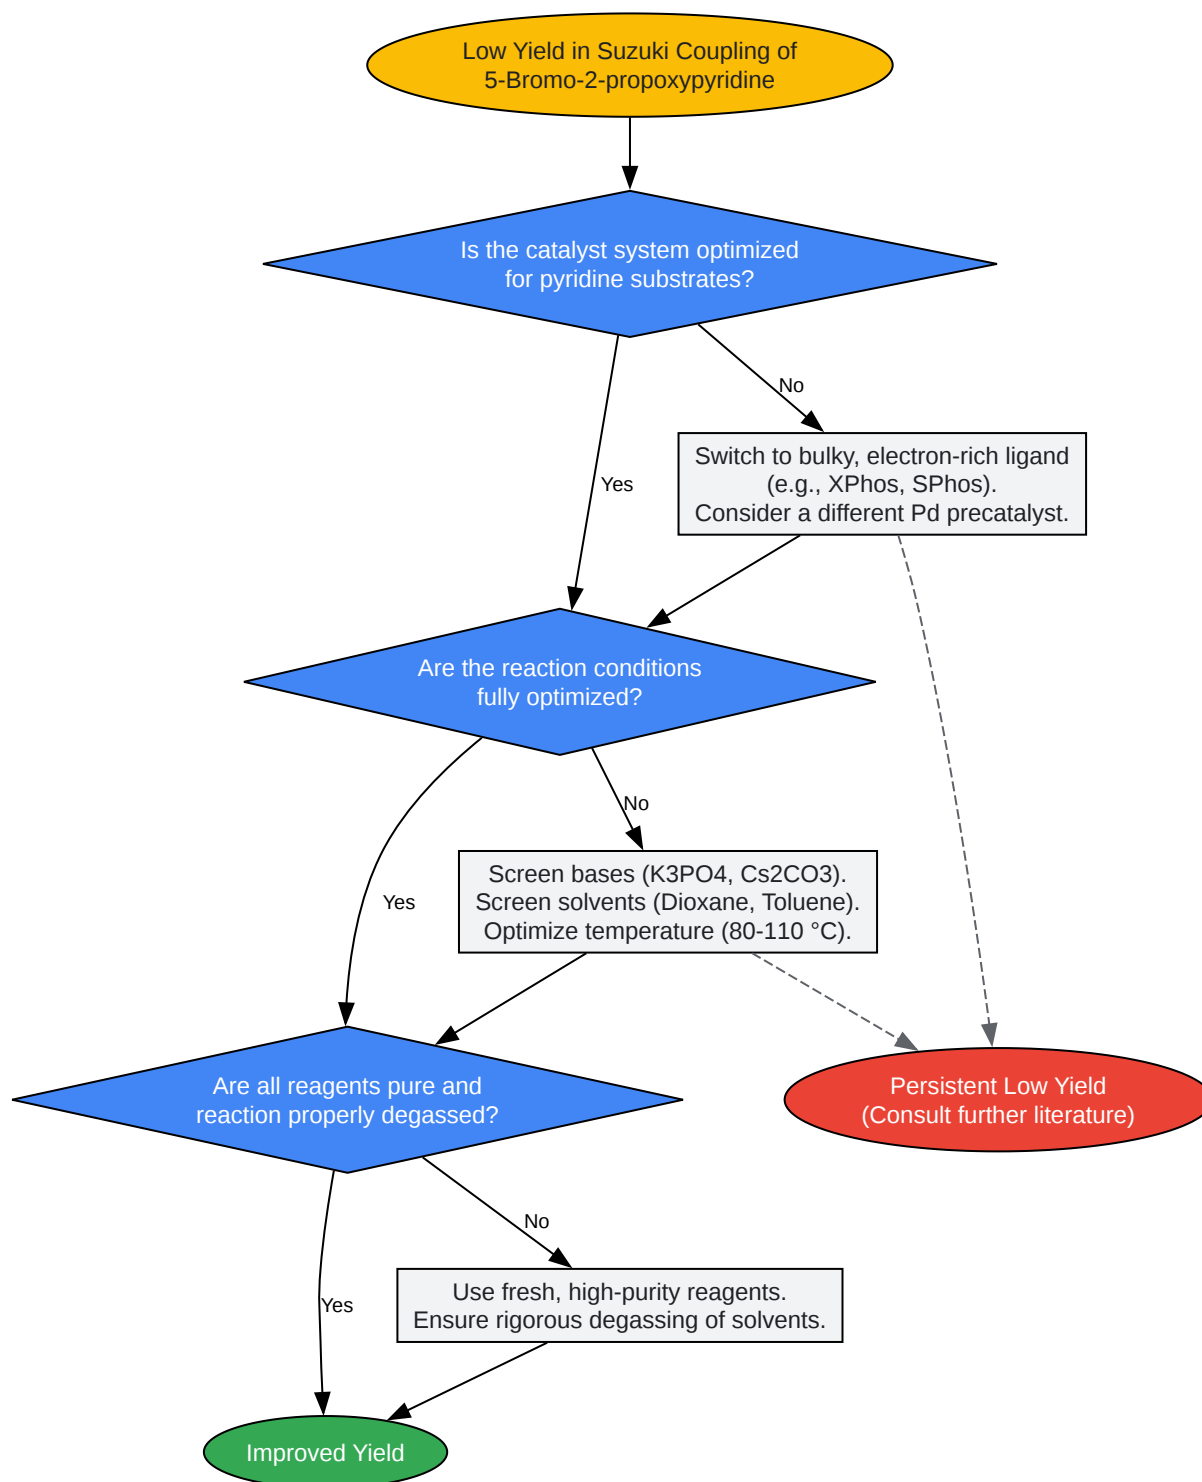 Low Yield in Suzuki Coupling of
5-Bromo-2-propoxypyridine
Is the catalyst system optimized
for pyridine substrates?
No
Switch to bulky, electron-rich ligand
(e.g., XPhos, SPhos).
Consider a different Pd precatalyst.
Yes
Are the reaction conditions
fully optimized?
No
Screen bases (K3PO4, Cs2CO3).
Screen solvents (Dioxane, Toluene).
Optimize temperature (80-110 °C).
Yes
Are all reagents pure and
reaction properly degassed?
Persistent Low Yield
(Consult further literature)
No
Use fresh, high-purity reagents.
Ensure rigorous degassing of solvents.
Yes
Improved Yield